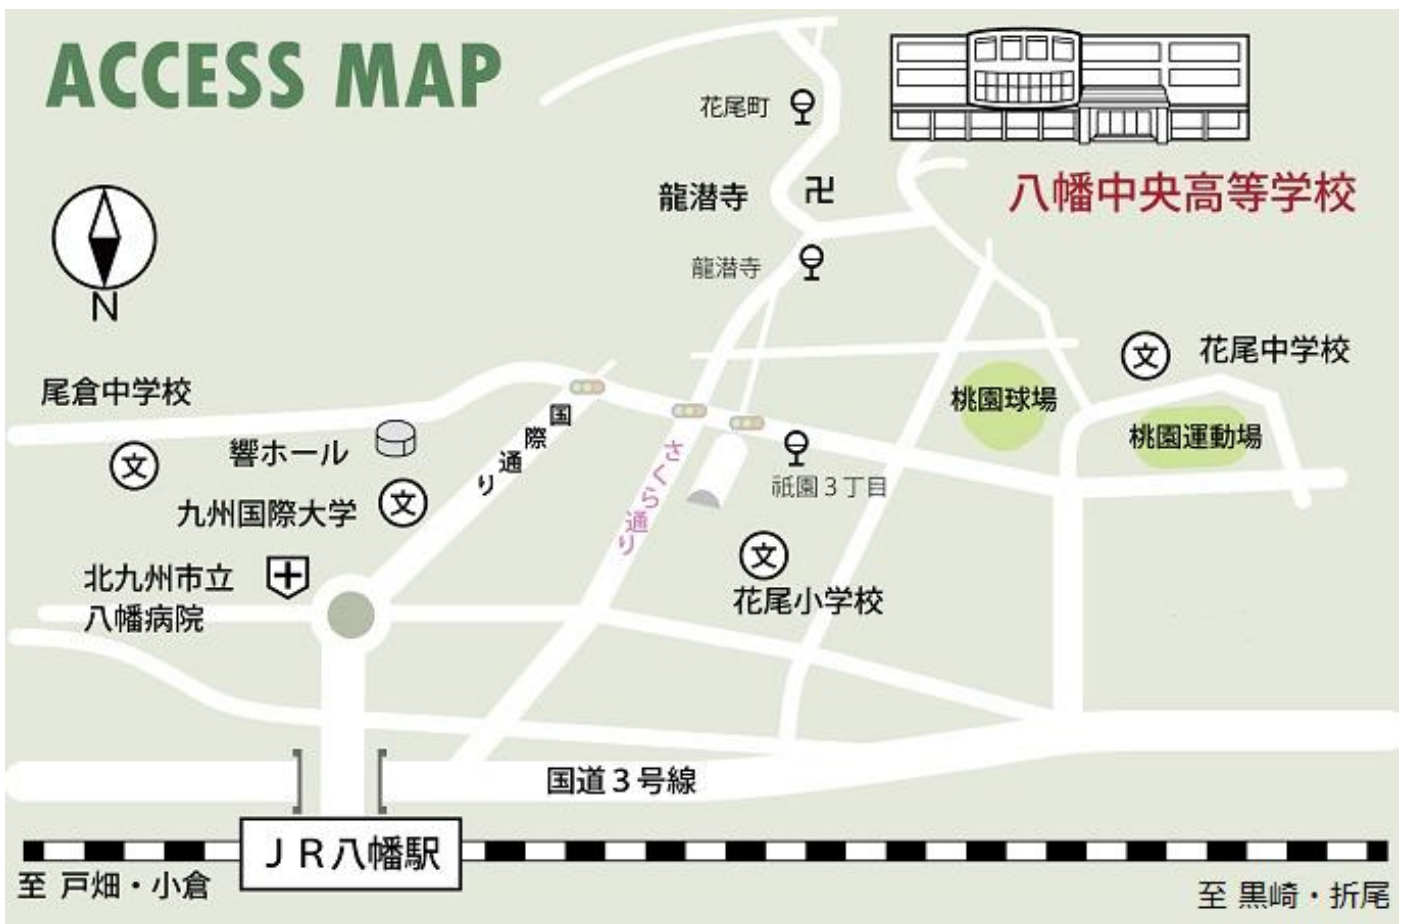 ACCESS MAP
花尾町
八幡中央高等学校
龍潜寺
卍
龍潜寺
N
花尾中学校
文
尾倉中学校
文
桃園球場
桃園運動場
国際通り
さくら通り
響ホール
九州国際大学
文
祇園3丁目
文
花尾小学校
北九州市立
八幡病院
国道3号線
JR八幡駅
至 戸畑・小倉
至 黒崎・折尾